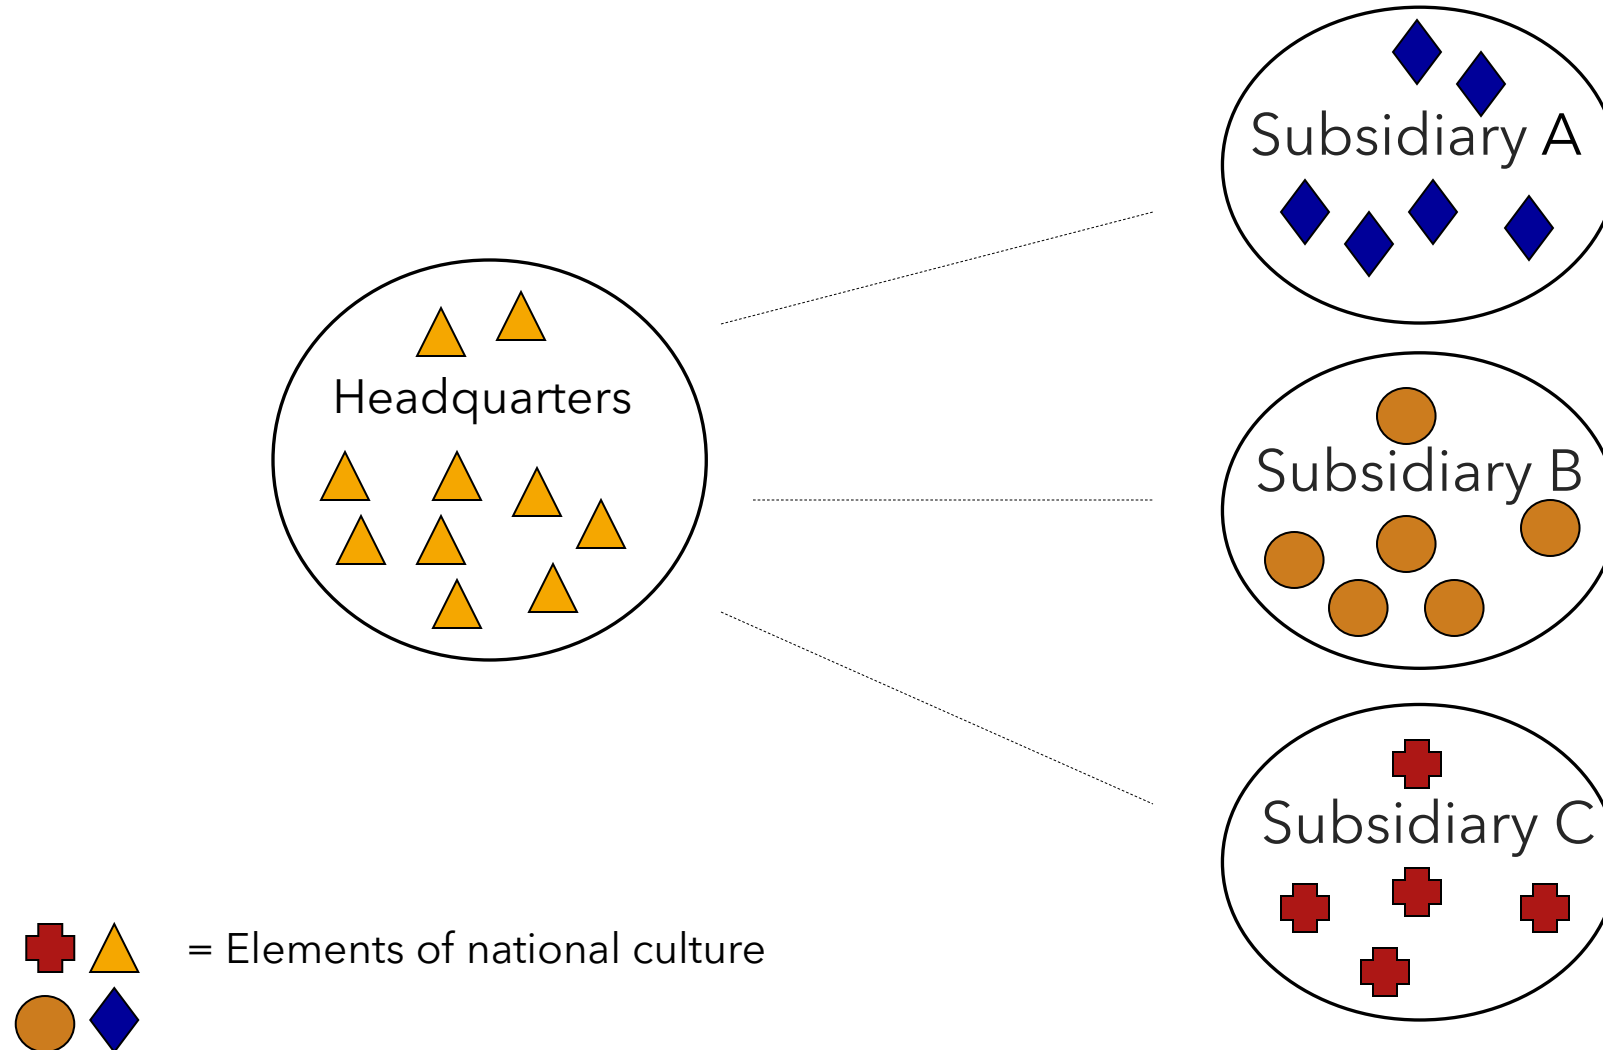 Subsidiary A
Headquarters
Subsidiary B
Subsidiary C
= Elements of national culture